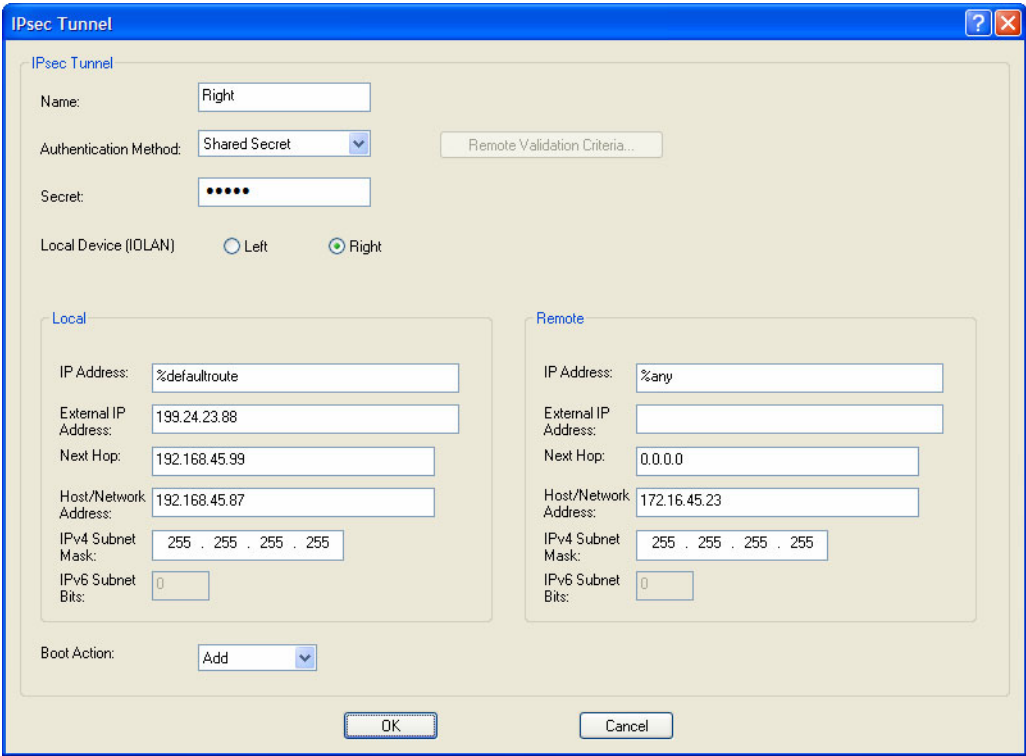 IPsec Tunnel
IPsec Tunnel
Name: Right
Authentication Method: Shared Secret Remote Validation Criteria...
Secret: •••••
Local Device (IOLAN) Left Right
Local
IP Address: %defaultroute
External IP
Address: 199.24.23.88
Next Hop: 192.168.45.99
Host/Network
Address: 192.168.45.87
IPv4 Subnet
Mask: 255 . 255 . 255 . 255
IPv6 Subnet
Bits: 0
Remote
IP Address: %any
External IP
Address:
Next Hop: 0.0.0.0
Host/Network
Address: 172.16.45.23
IPv4 Subnet
Mask: 255 . 255 . 255 . 255
IPv6 Subnet
Bits: 0
Boot Action: Add
OK Cancel